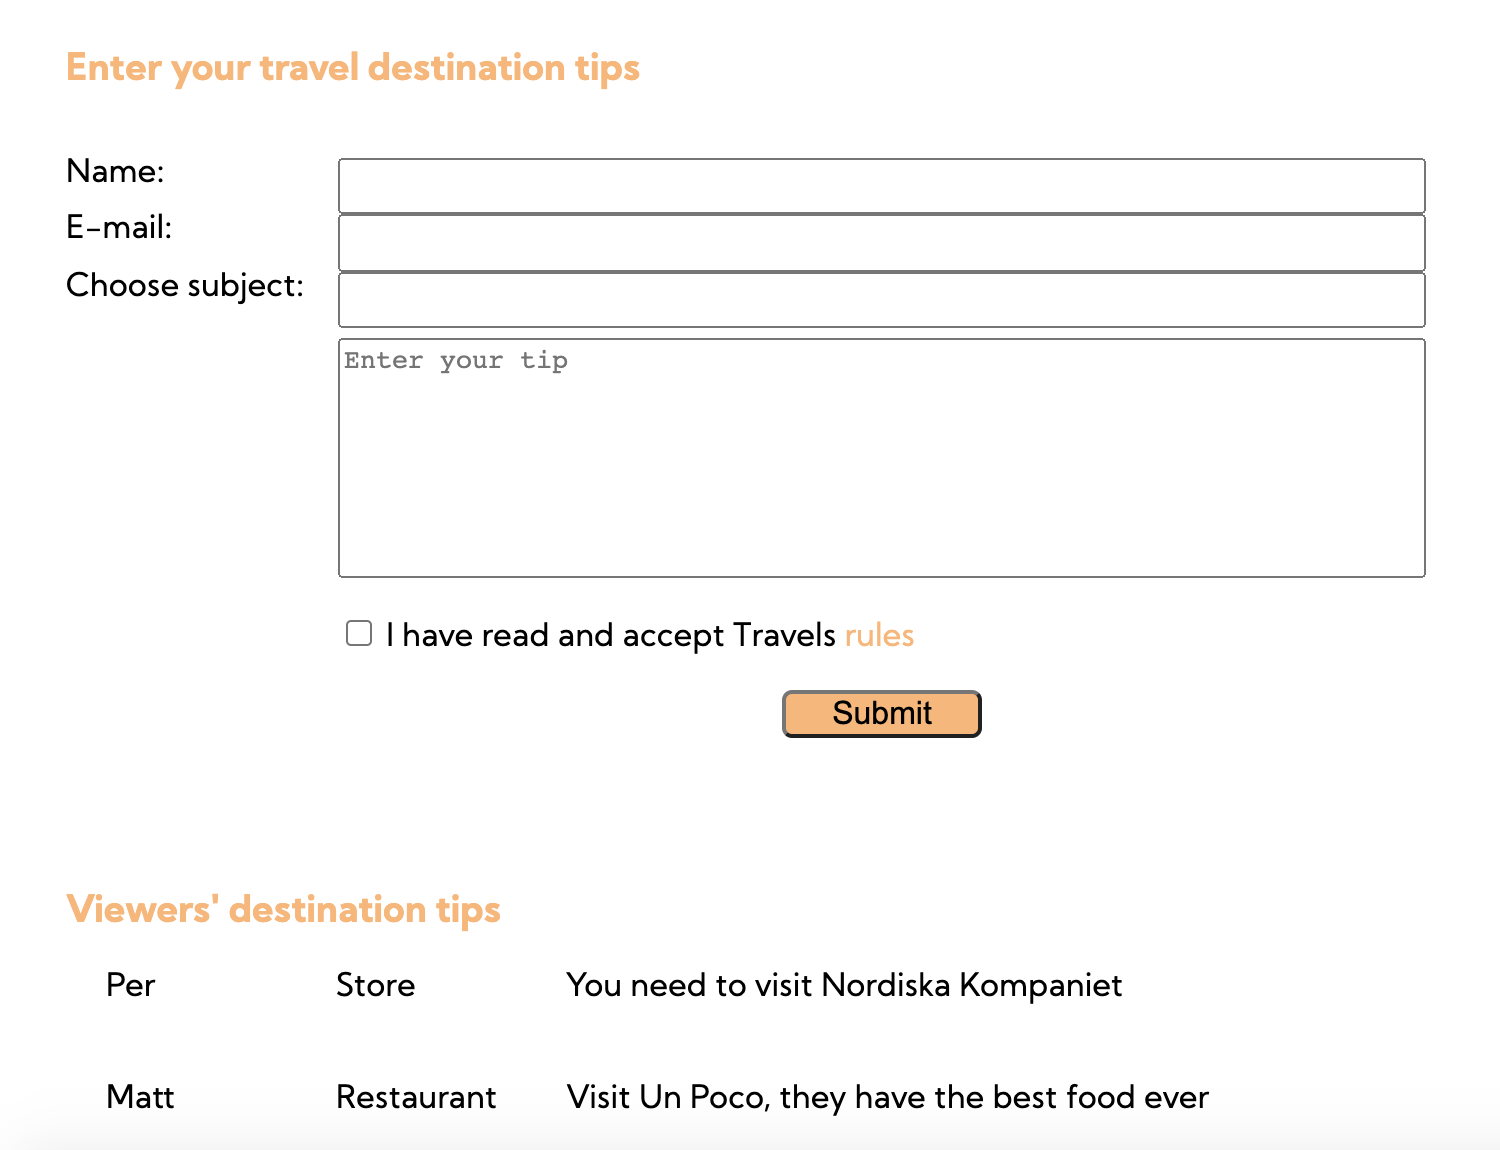 Enter your travel destination tips
Name:
E-mail:
Choose subject:
Enter your tip
I have read and accept Travels rules
Submit
Viewers' destination tips
Per Store You need to visit Nordiska Kompaniet
Matt Restaurant Visit Un Poco, they have the best food ever